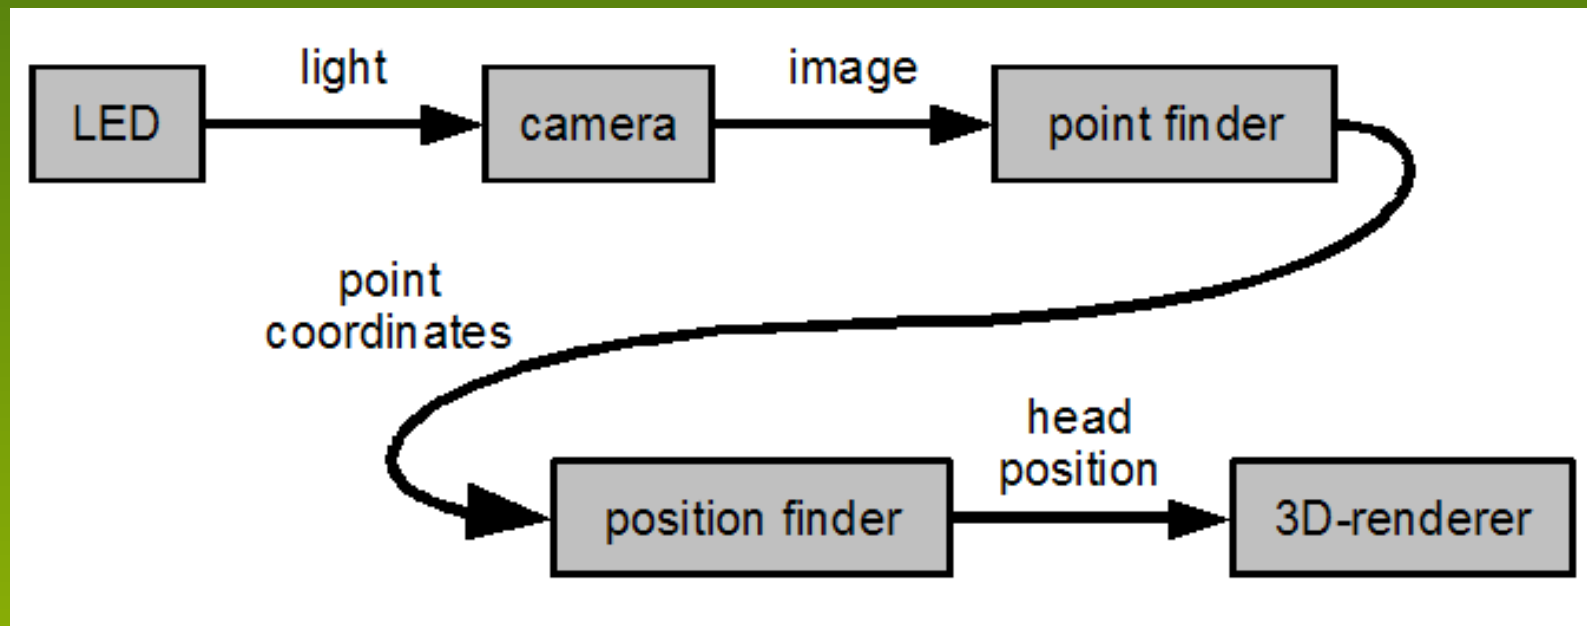 light
image
LED
camera
point finder
point
coordinates
head
position
position finder
3D-renderer